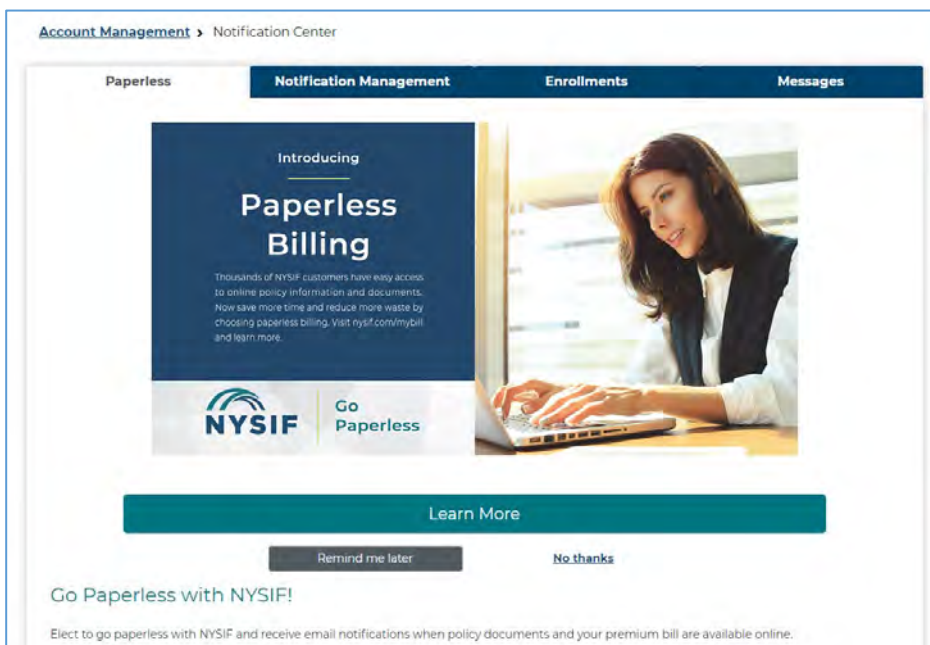 Account Management > Notification Center
Paperless Notification Management Enrollments Messages
Introducing
Paperless
Billing
Thousands of NYSIF customers have easy access
to online policy information and documents.
Now save more time and reduce more waste by
choosing paperless billing. Visit nysif.com/mybill
and learn more.
NYSIF
Go
Paperless
Learn More
Remind me later No thanks
Go Paperless with NYSIF!
Elect to go paperless with NYSIF and receive email notifications when policy documents and your premium bill are available online.